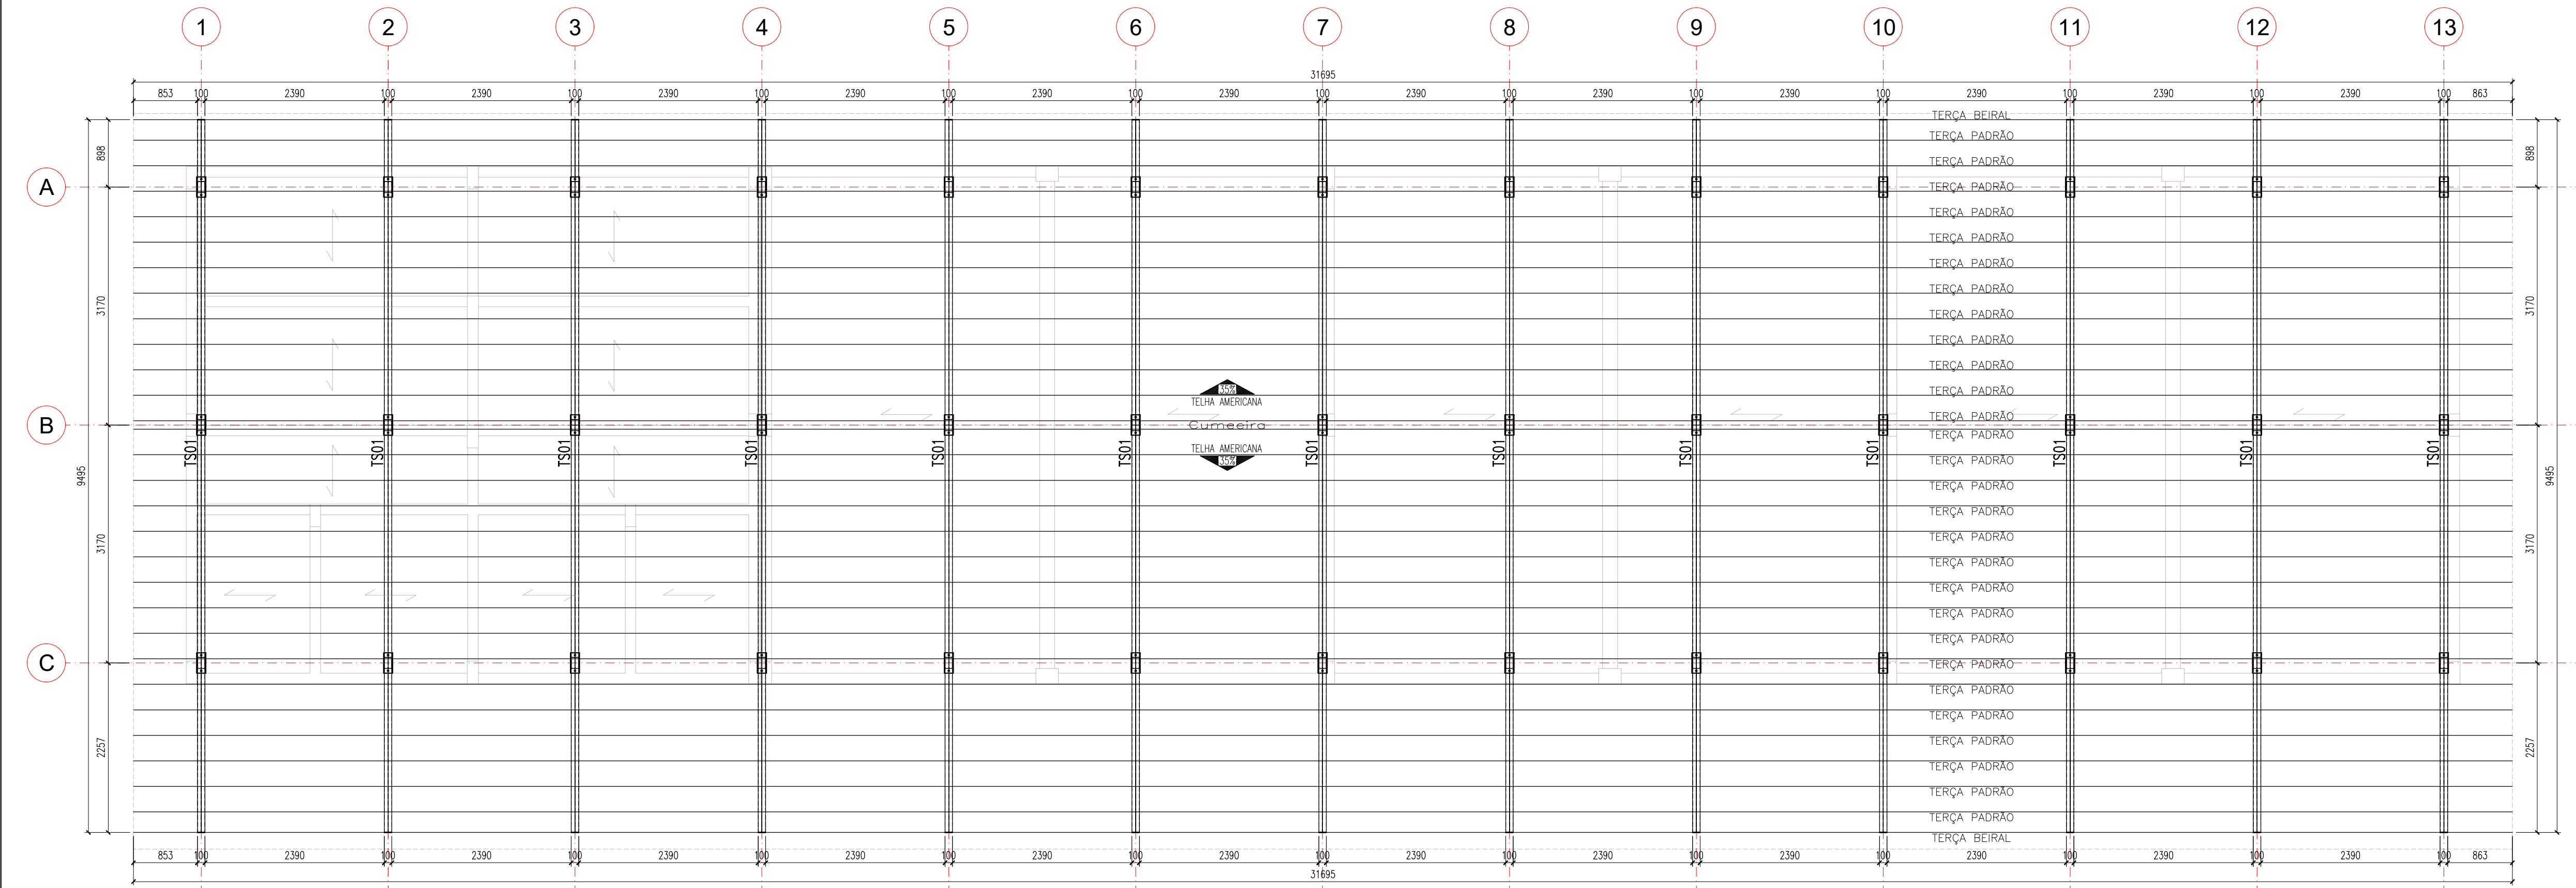 1 2 3 4 5 6 7 8 9 10 11 12 13
31695
853 100 2390 100 2390 100 2390 100 2390 100 2390 100 2390 100 2390 100 2390 100 2390 100 2390 100 2390 100 2390 100 863
TERÇA BEIRAL
TERÇA PADRÃO
898 898
TERÇA PADRÃO
A
TERÇA PADRÃO
TERÇA PADRÃO
TERÇA PADRÃO
TERÇA PADRÃO
TERÇA PADRÃO
3170 3170
TERÇA PADRÃO
TERÇA PADRÃO
TERÇA PADRÃO
35%
TERÇA PADRÃO
TELHA AMERICANA
TERÇA PADRÃO
B
Cumeeira
TERÇA PADRÃO
TELHA AMERICANA
TS01 TS01 TS01 TS01 TS01 TS01 TS01 TS01 TS01 TS01 TS01 TS01 TS01
35%
TERÇA PADRÃO
9495 9495
TERÇA PADRÃO
TERÇA PADRÃO
TERÇA PADRÃO
3170 3170
TERÇA PADRÃO
TERÇA PADRÃO
TERÇA PADRÃO
TERÇA PADRÃO
C
TERÇA PADRÃO
TERÇA PADRÃO
TERÇA PADRÃO
TERÇA PADRÃO
2257 2257
TERÇA PADRÃO
TERÇA PADRÃO
TERÇA PADRÃO
TERÇA BEIRAL
853 100 2390 100 2390 100 2390 100 2390 100 2390 100 2390 100 2390 100 2390 100 2390 100 2390 100 2390 100 2390 100 863
31695